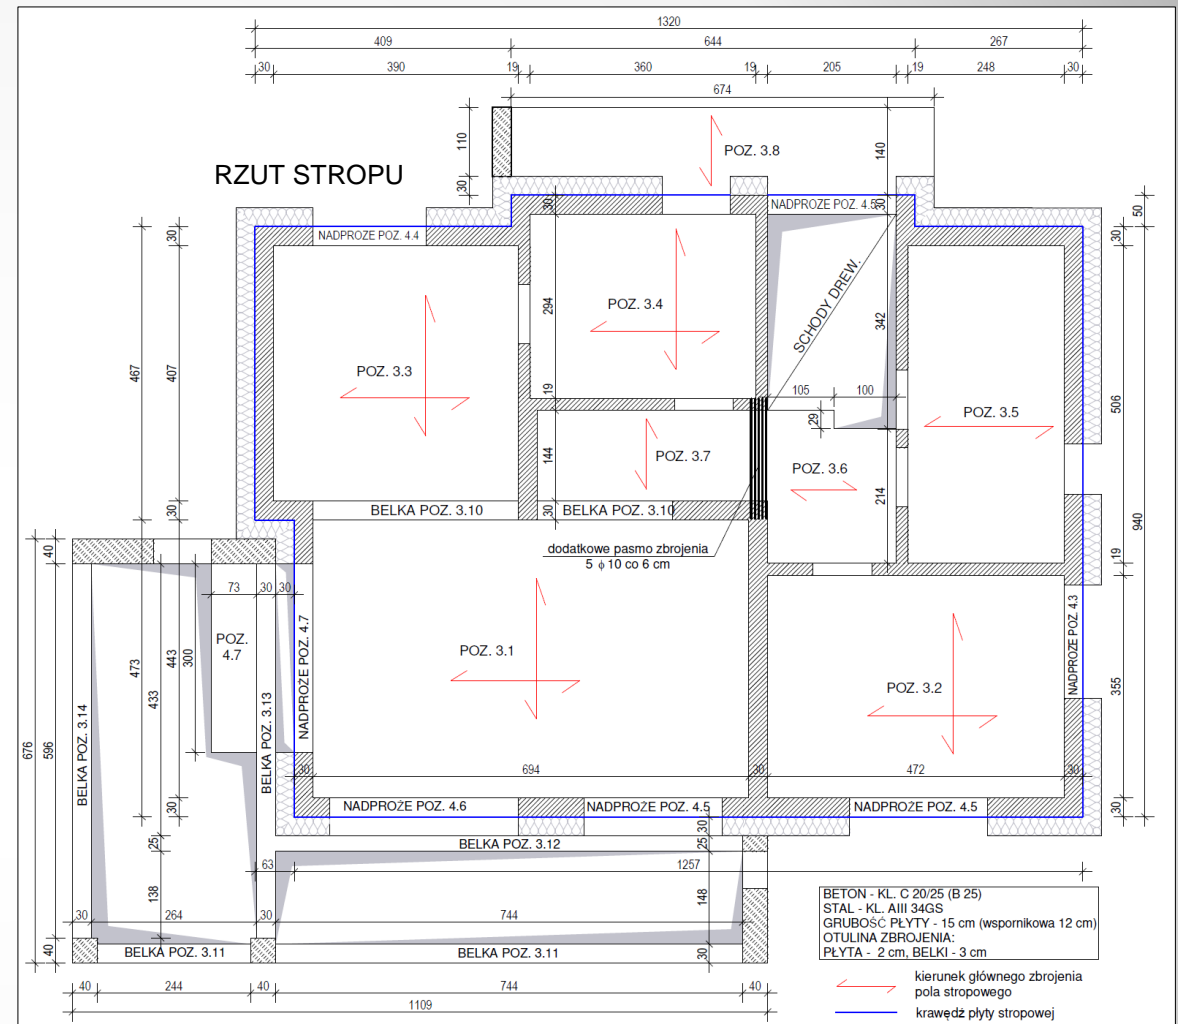 1320
409 644 267
30 390 19 360 19 205 19 248 30
674
110
30
140
POZ. 3.8
RZUT STROPU
NADPROŻE POZ. 4.4
30
30
NADPROŻE POZ. 4.5
30
50
30
POZ. 3.4
294
SCHODY DREW.
342
467
407
POZ. 3.3
19
105 100
29
506
POZ. 3.5
144
POZ. 3.7
POZ. 3.6
214
30
BELKA POZ. 3.10
30
BELKA POZ. 3.10
940
40
dodatkowe pasmo zbrojenia
5 ϕ 10 co 6 cm
19
73 30 30
POZ.
4.7
NADPROŻE POZ. 4.7
POZ. 3.1
NADPROŻE POZ. 4.3
473
443
300
433
POZ. 3.2
355
676
596
BELKA POZ. 3.14
BELKA POZ. 3.13
30 694 30 472 30
30
NADPROŻE POZ. 4.6
NADPROŻE POZ. 4.5
NADPROŻE POZ. 4.5
30
25
30
25
BELKA POZ. 3.12
63 1257
138
148
30 264 30 744
BETON - KL. C 20/25 (B 25)
STAL - KL. AIII 34GS
GRUBOŚĆ PŁYTY - 15 cm (wspornikowa 12 cm)
OTULINA ZBROJENIA:
PŁYTA - 2 cm, BELKI - 3 cm
40
BELKA POZ. 3.11
BELKA POZ. 3.11
30
kierunek głównego zbrojenia
pola stropowego
40 244 40 744 40
1109
krawędź płyty stropowej